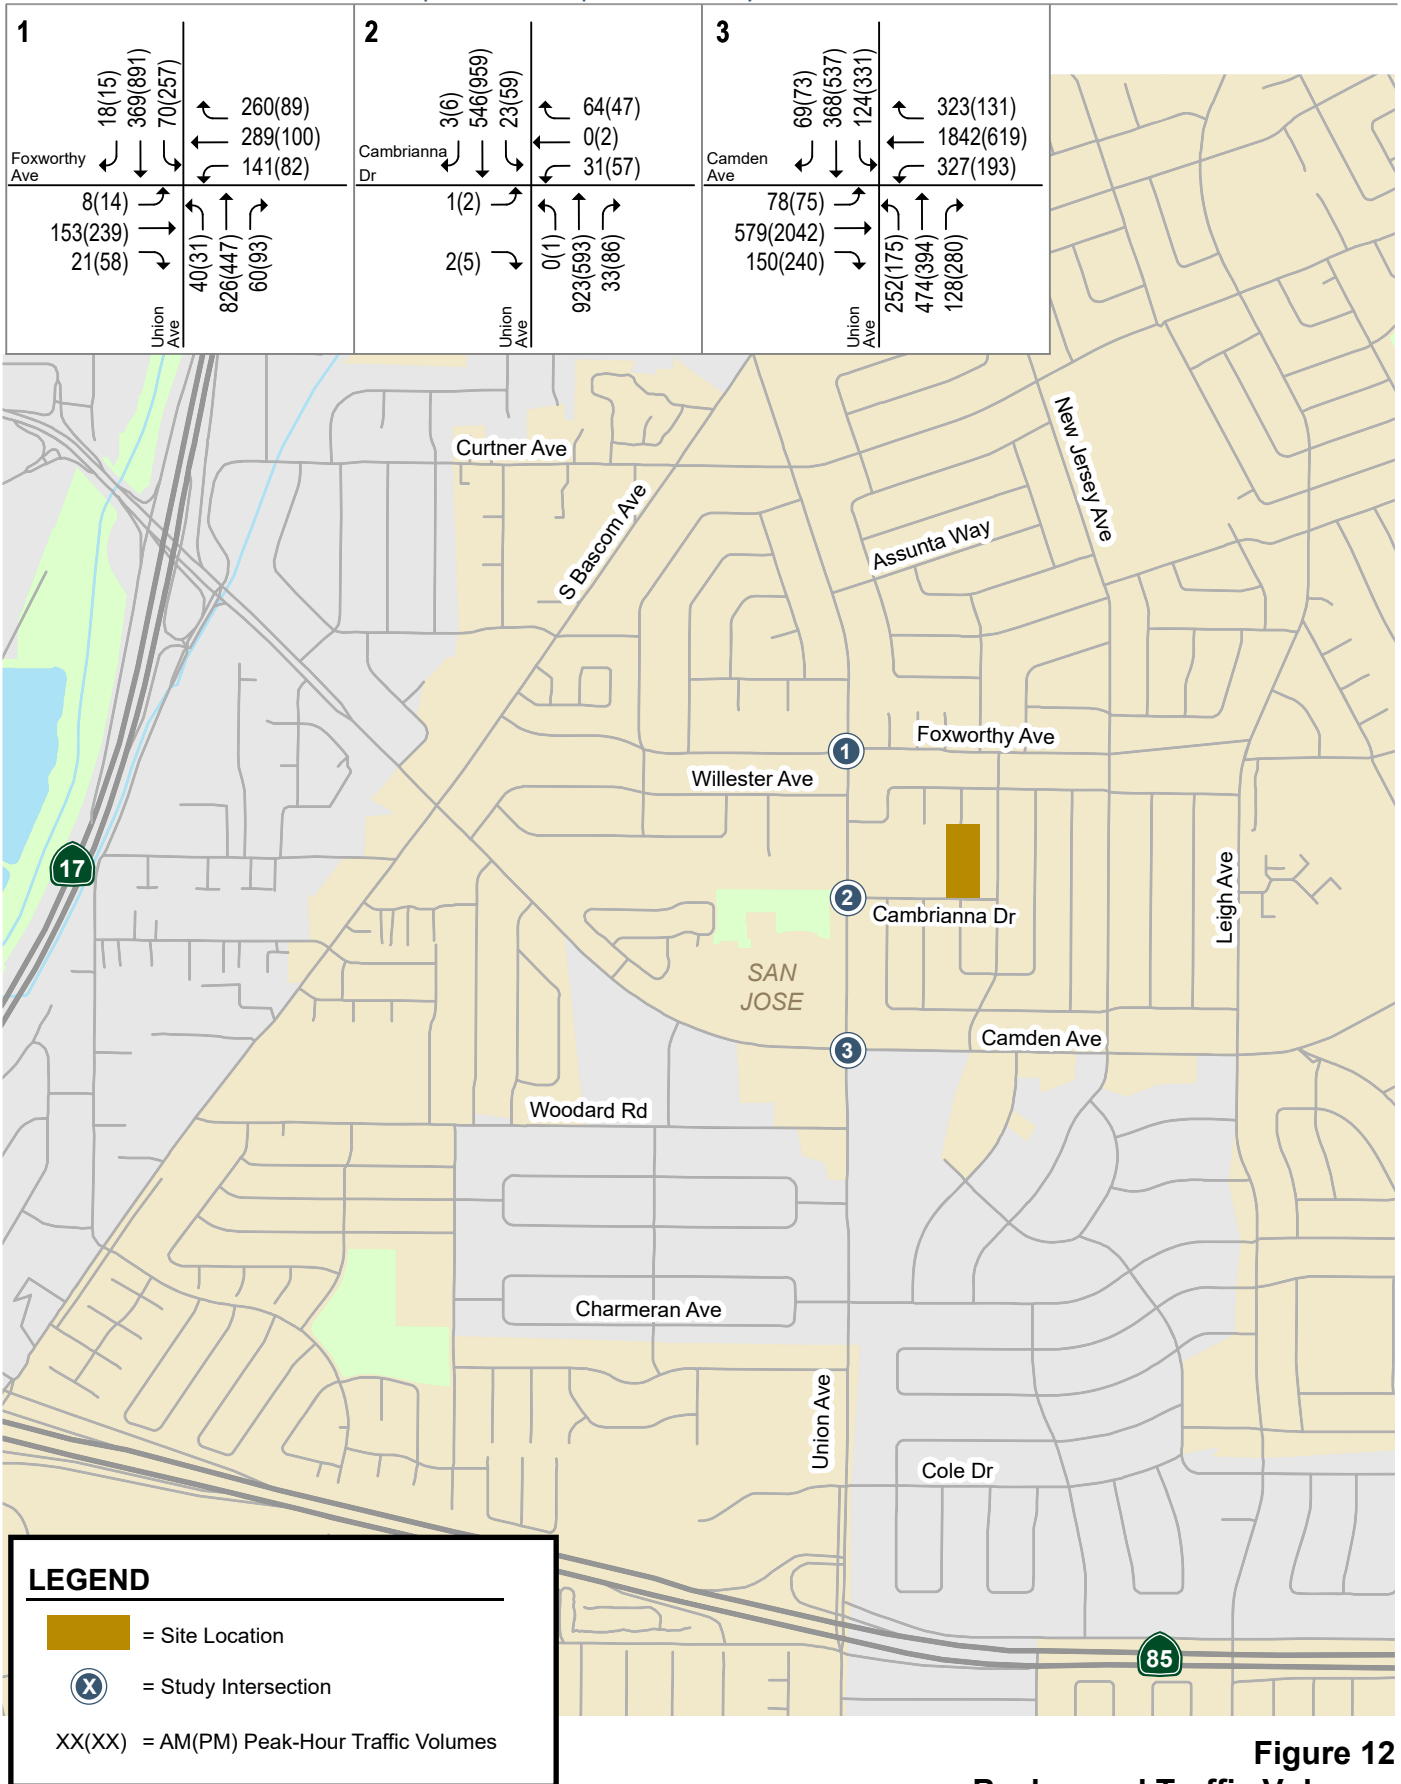 1
18(15)
369(891)
70(257)
260(89)
289(100)
141(82)
Foxworthy
Ave
8(14)
153(239)
21(58)
40(31)
826(447)
60(93)
Union
Ave
2
3(6)
546(959)
23(59)
64(47)
0(2)
31(57)
Cambrianna
Dr
1(2)
2(5)
0(1)
923(593)
33(86)
Union
Ave
3
69(73)
368(537)
124(331)
323(131)
1842(619)
327(193)
Camden
Ave
78(75)
579(2042)
150(240)
252(175)
474(394)
128(280)
Union
Ave
Curtner Ave
S Bascom Ave
New Jersey Ave
Assunta Way
Foxworthy Ave
1
Willester Ave
17
Leigh Ave
2
Cambrianna Dr
SAN
JOSE
3
Camden Ave
Woodard Rd
Charmeran Ave
Union Ave
Cole Dr
85
LEGEND
= Site Location
X = Study Intersection
XX(XX) = AM(PM) Peak-Hour Traffic Volumes
Figure 12